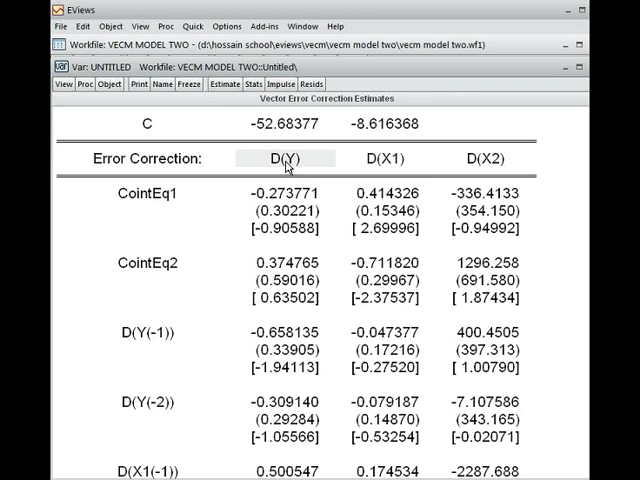 EViews
File Edit Object View Proc Quick Options Add-ins Window Help
Workfile: VECM MODEL TWO - (d:\hossain school\eviews\vecm\vecm model two\vecm model two.wf1)
var Var: UNTITLED Workfile: VECM MODEL TWO::Untitled\
View Proc Object Print Name Freeze Estimate Stats Impulse Resids
Vector Error Correction Estimates
C -52.68377 -8.616368
Error Correction: D(Y) D(X1) D(X2)
CointEq1 -0.273771 0.414326 -336.4133
(0.30221) (0.15346) (354.150)
[-0.90588] [ 2.69996] [-0.94992]
CointEq2 0.374765 -0.711820 1296.258
(0.59016) (0.29967) (691.580)
[ 0.63502] [-2.37537] [ 1.87434]
D(Y(-1)) -0.658135 -0.047377 400.4505
(0.33905) (0.17216) (397.313)
[-1.94113] [-0.27520] [ 1.00790]
D(Y(-2)) -0.309140 -0.079187 -7.107586
(0.29284) (0.14870) (343.165)
[-1.05566] [-0.53254] [-0.02071]
D(X1(-1)) 0.500547 0.174534 -2287.688